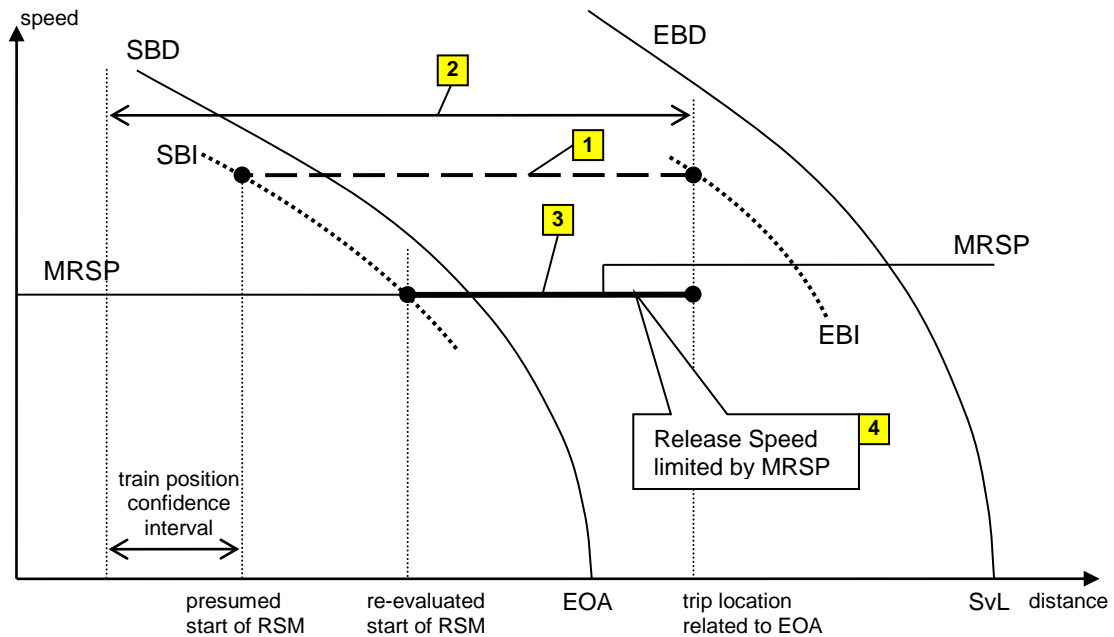 speed
SBD
EBD
2
SBI
1
3
MRSP
MRSP
EBI
Release Speed
limited by MRSP
4
train position
confidence
interval
presumed
start of RSM
re-evaluated
start of RSM
EOA
trip location
related to EOA
SvL
distance